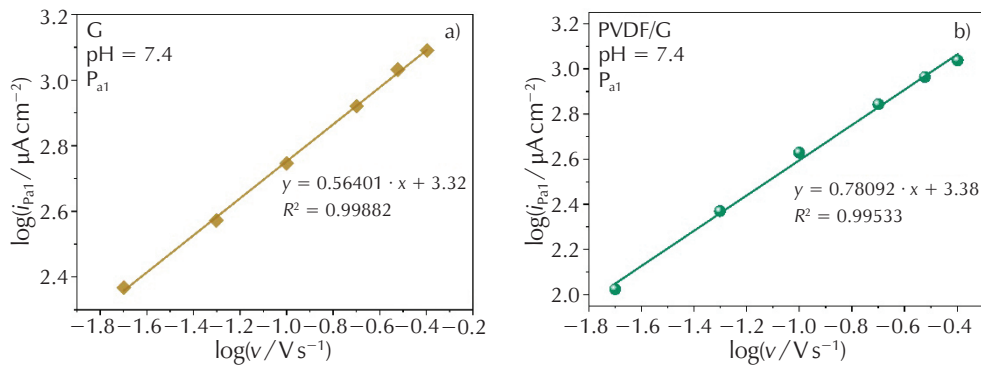 G
pH = 7.4
P_a1
a)
log(i_Pa1 / μA cm⁻²)
3.2
3.0
2.8
2.6
2.4
y = 0.56401 · x + 3.32
R² = 0.99882
−1.8 −1.6 −1.4 −1.2 −1.0 −0.8 −0.6 −0.4 −0.2
log(v / V s⁻¹)
PVDF/G
pH = 7.4
P_a1
b)
log(i_Pa1 / μA cm⁻²)
3.2
3.0
2.8
2.6
2.4
2.2
2.0
y = 0.78092 · x + 3.38
R² = 0.99533
−1.8 −1.6 −1.4 −1.2 −1.0 −0.8 −0.6 −0.4
log(v / V s⁻¹)